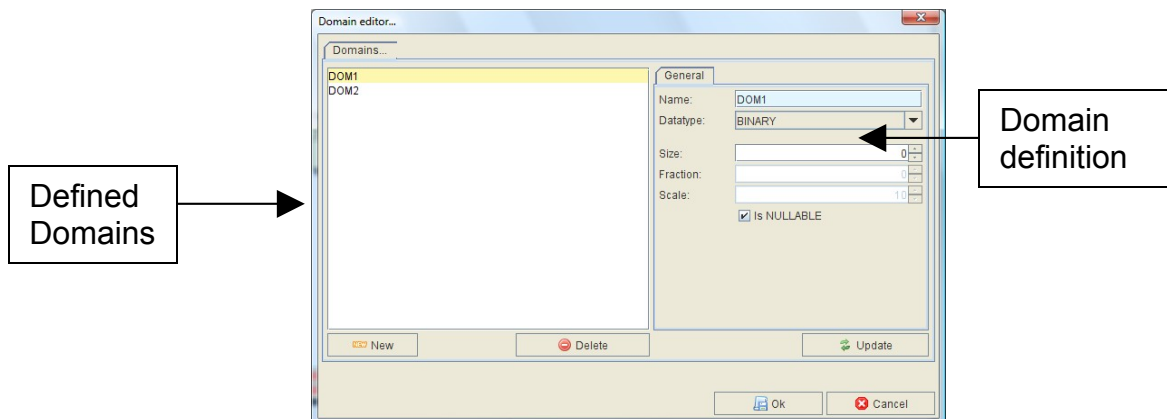 Domain editor...
Domains...
DOM1
DOM2
General
Name: DOM1
Datatype: BINARY
Size: 0
Fraction: 0
Scale: 10
Is NULLABLE
New
Delete
Update
Ok
Cancel
Defined
Domains
Domain
definition